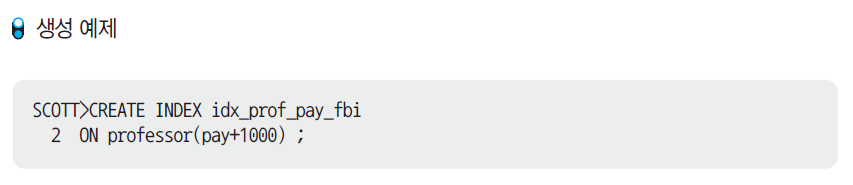 생성 예제
SCOTT>CREATE INDEX idx_prof_pay_fbi
2 ON professor(pay+1000) ;